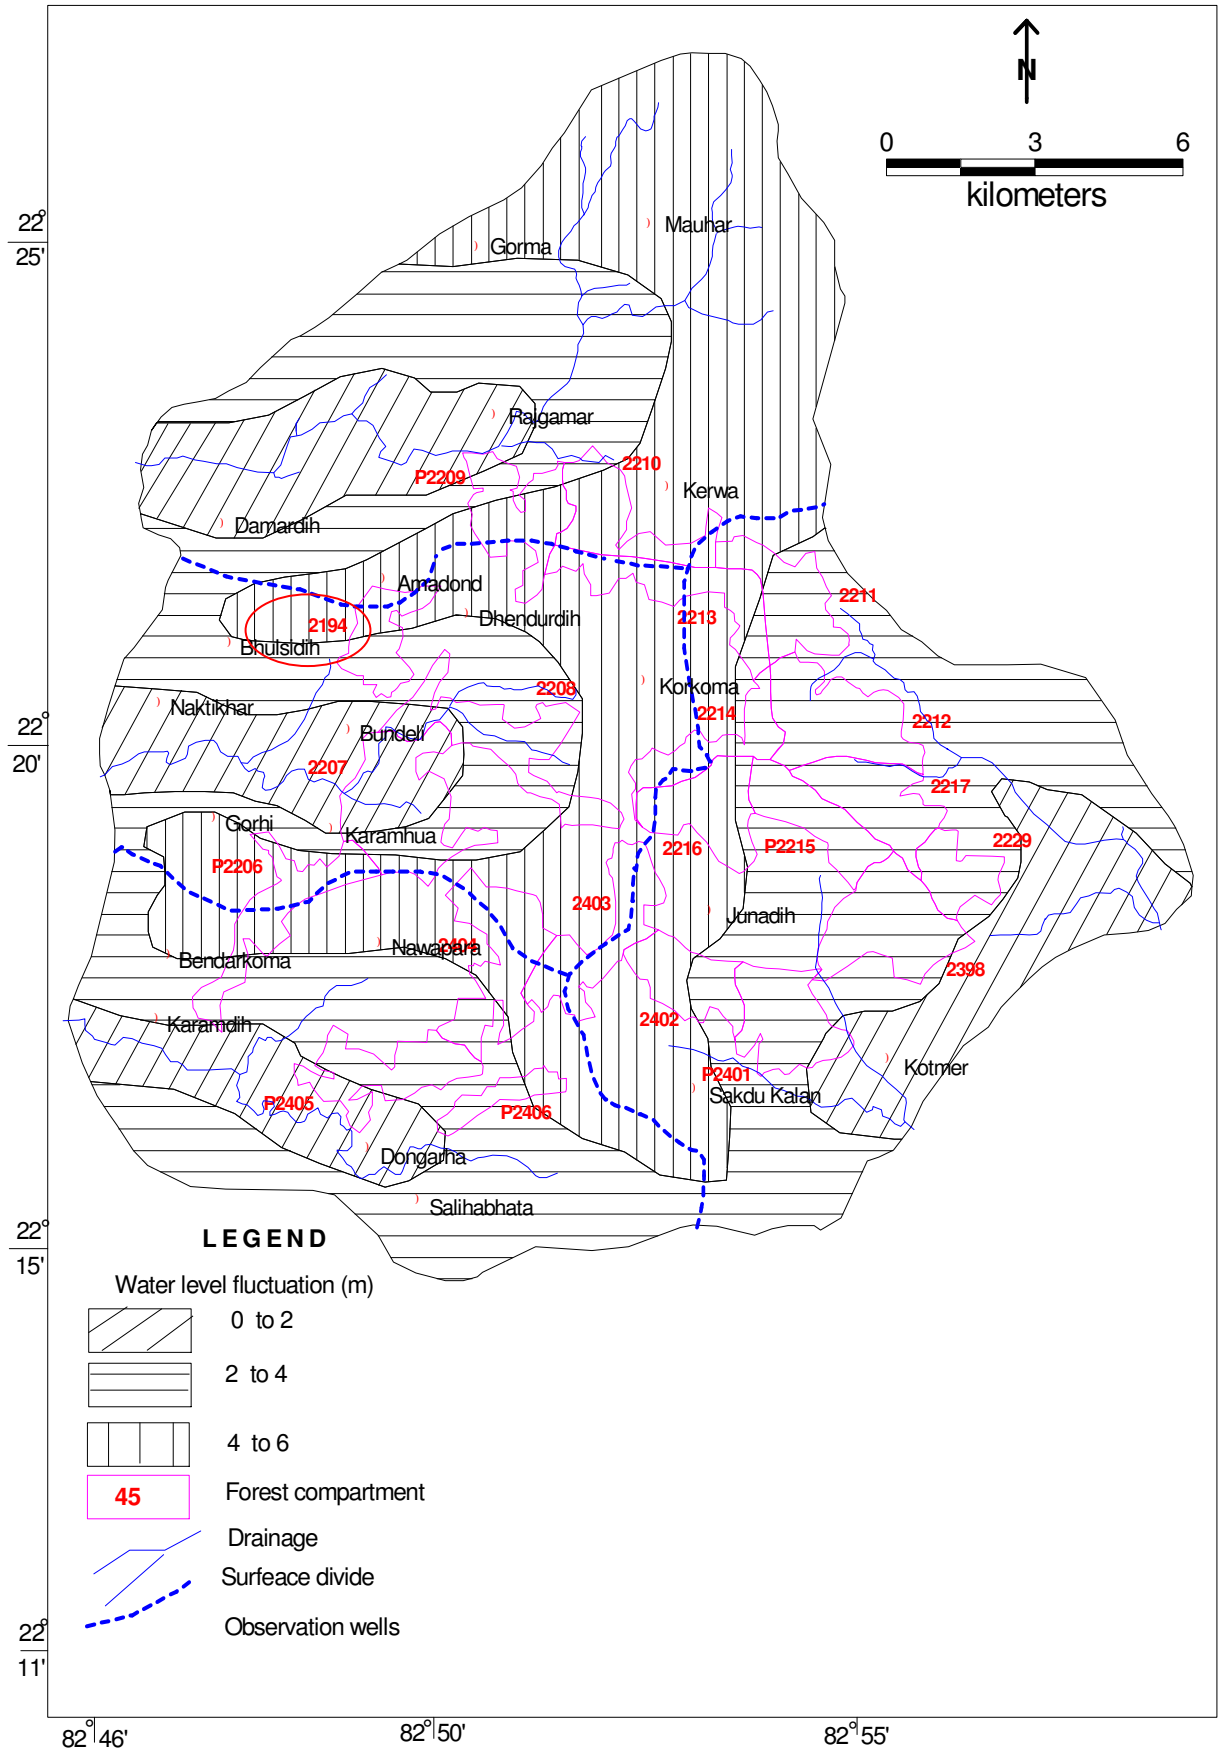 N
0 3 6
kilometers
22°
25'
Mauhar
Gorma
Rajgamar
2210
P2209
Kerwa
Damardih
Amadond
2211
Dhendurdih
2213
2194
Bhulsidih
Korkoma
2208
Naktikhar
2214
2212
22°
20'
Bundeli
2207
2217
Gorhi
Karamhua
2229
2216
P2215
P2206
2403
Junadih
Nawapara
2404
Bendarkoma
2398
Karamdih
2402
Kotmer
P2401
Sakdu Kalan
P2405
P2406
Dongarha
Salihabhata
22°
15'
LEGEND
Water level fluctuation (m)
0 to 2
2 to 4
4 to 6
45
Forest compartment
Drainage
Surfeace divide
Observation wells
22°
11'
82°46'
82°50'
82°55'